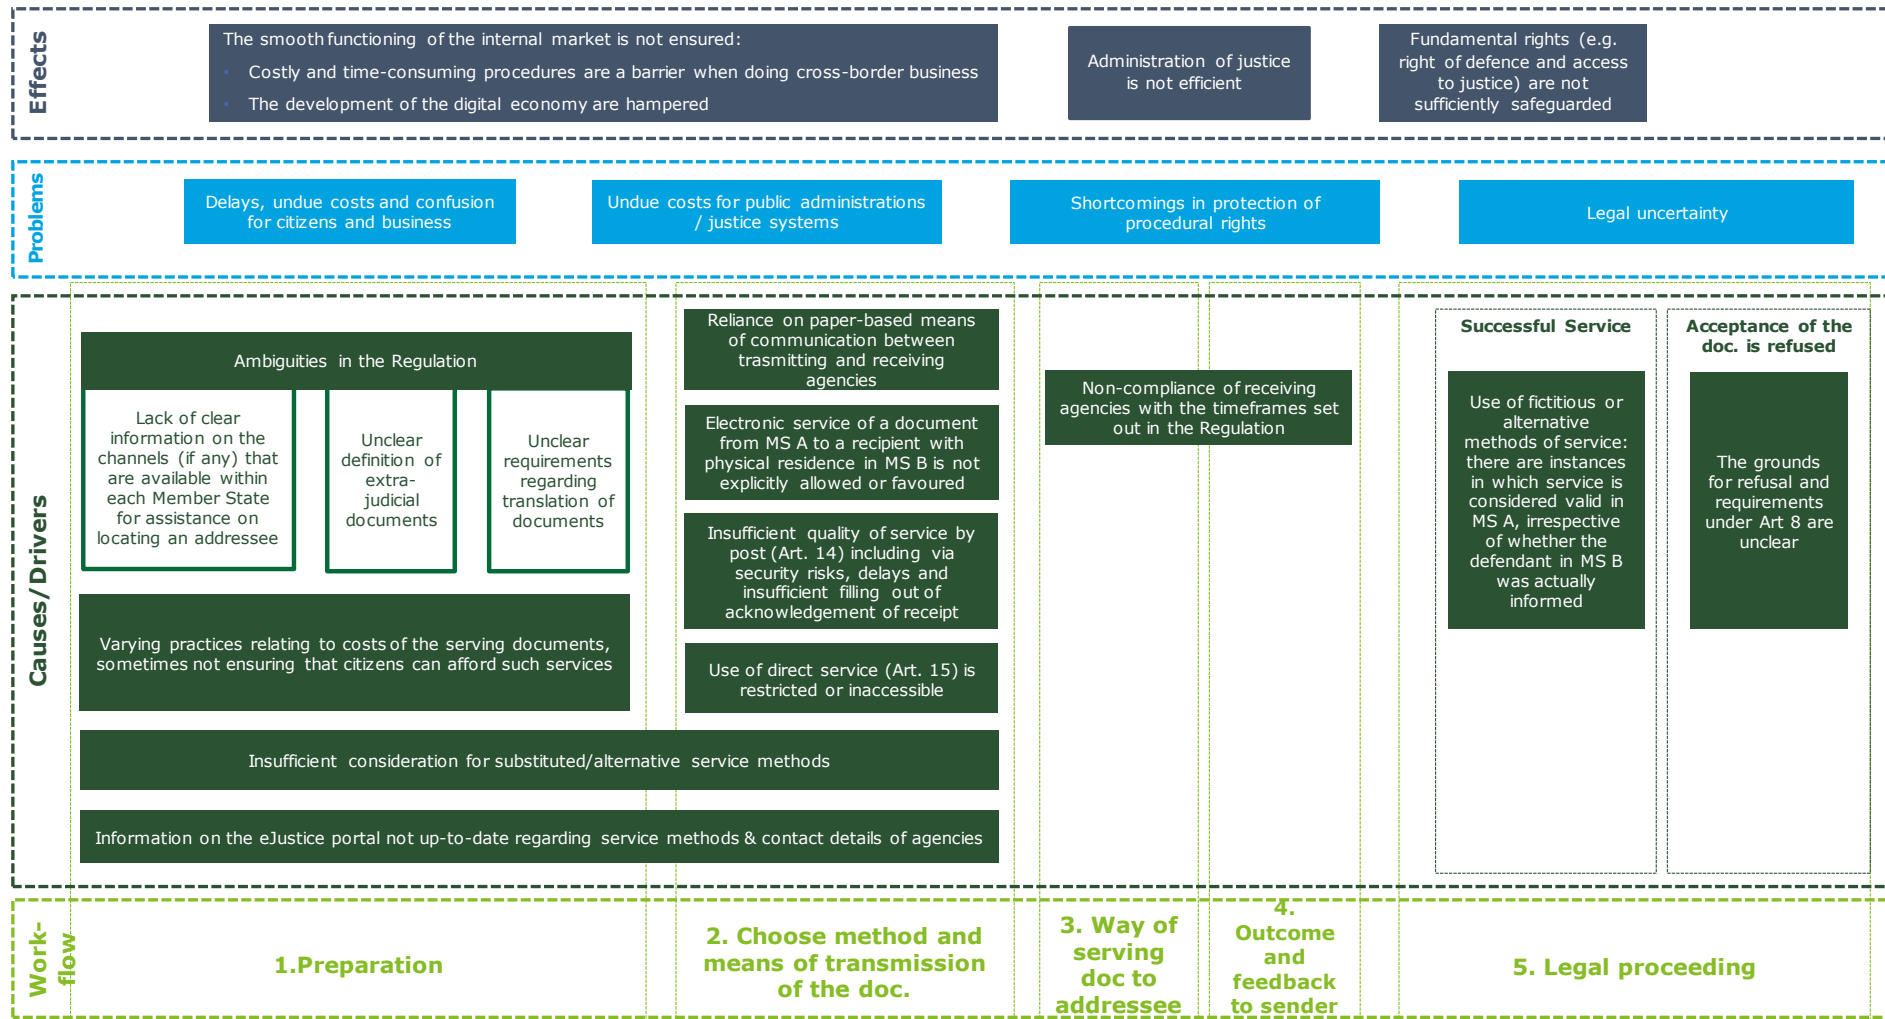 Effects
The smooth functioning of the internal market is not ensured:
• Costly and time-consuming procedures are a barrier when doing cross-border business
• The development of the digital economy are hampered
Administration of justice
is not efficient
Fundamental rights (e.g.
right of defence and access
to justice) are not
sufficiently safeguarded
Problems
Delays, undue costs and confusion
for citizens and business
Undue costs for public administrations
/ justice systems
Shortcomings in protection of
procedural rights
Legal uncertainty
Causes/Drivers
Ambiguities in the Regulation
Lack of clear
information on the
channels (if any) that
are available within
each Member State
for assistance on
locating an addressee
Unclear
definition of
extra-
judicial
documents
Unclear
requirements
regarding
translation of
documents
Varying practices relating to costs of the serving documents,
sometimes not ensuring that citizens can afford such services
Reliance on paper-based means
of communication between
trasmitting and receiving
agencies
Electronic service of a document
from MS A to a recipient with
physical residence in MS B is not
explicitly allowed or favoured
Insufficient quality of service by
post (Art. 14) including via
security risks, delays and
insufficient filling out of
acknowledgement of receipt
Use of direct service (Art. 15) is
restricted or inaccessible
Insufficient consideration for substituted/alternative service methods
Information on the eJustice portal not up-to-date regarding service methods & contact details of agencies
Non-compliance of receiving
agencies with the timeframes set
out in the Regulation
Successful Service
Use of fictitious or
alternative
methods of service:
there are instances
in which service is
considered valid in
MS A, irrespective
of whether the
defendant in MS B
was actually
informed
Acceptance of the
doc. is refused
The grounds
for refusal and
requirements
under Art 8 are
unclear
Work-
flow
1.Preparation
2. Choose method and
means of transmission
of the doc.
3. Way of
serving
doc to
addressee
4.
Outcome
and
feedback
to sender
5. Legal proceeding